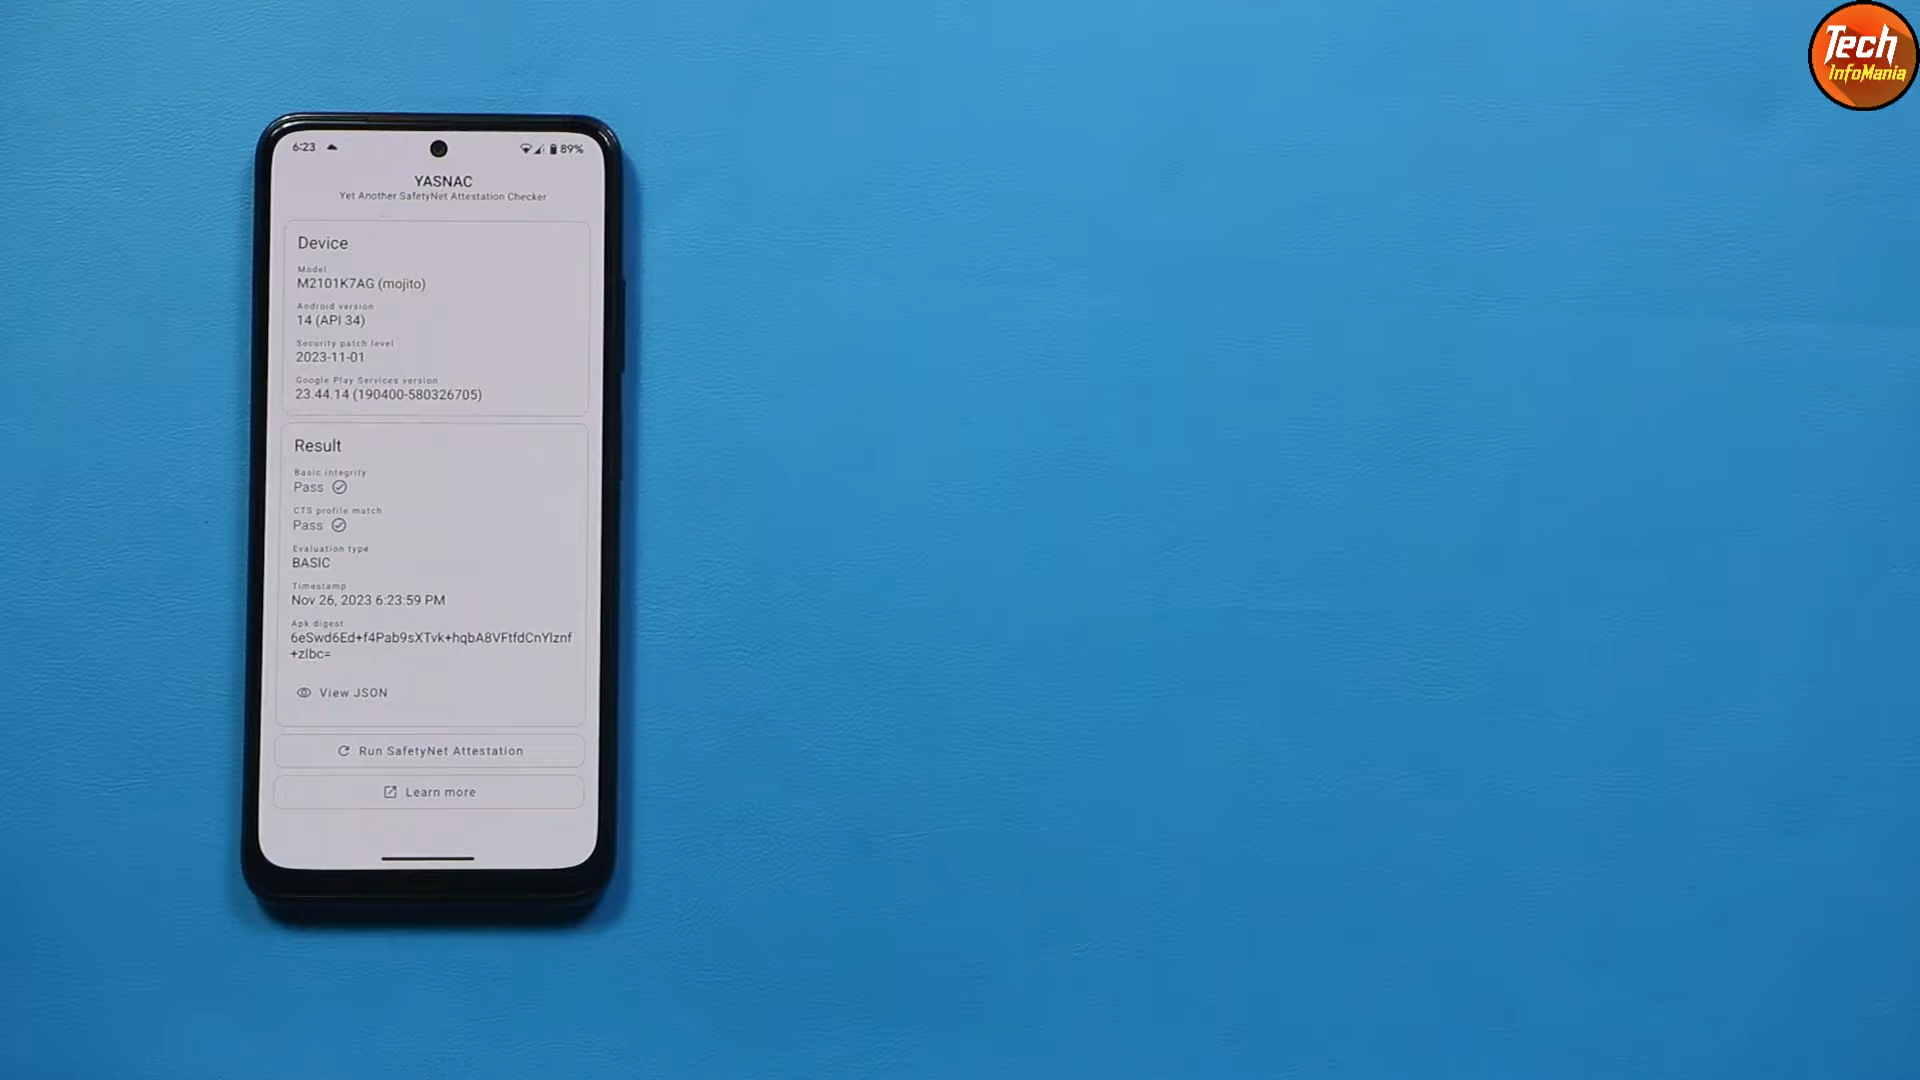 Tech
InfoMania
6:23
89%
YASNAC
Yet Another SafetyNet Attestation Checker
Device
Model
M2101K7AG (mojito)
Android version
14 (API 34)
Security patch level
2023-11-01
Google Play Services version
23.44.14 (190400-580326705)
Result
Basic integrity
Pass
CTS profile match
Pass
Evaluation type
BASIC
Timestamp
Nov 26, 2023 6:23:59 PM
Apk digest
6eSwd6Ed+f4Pab9sXTvk+hqbA8VFtfdCnYlznf
+zlbc=
View JSON
Run SafetyNet Attestation
Learn more